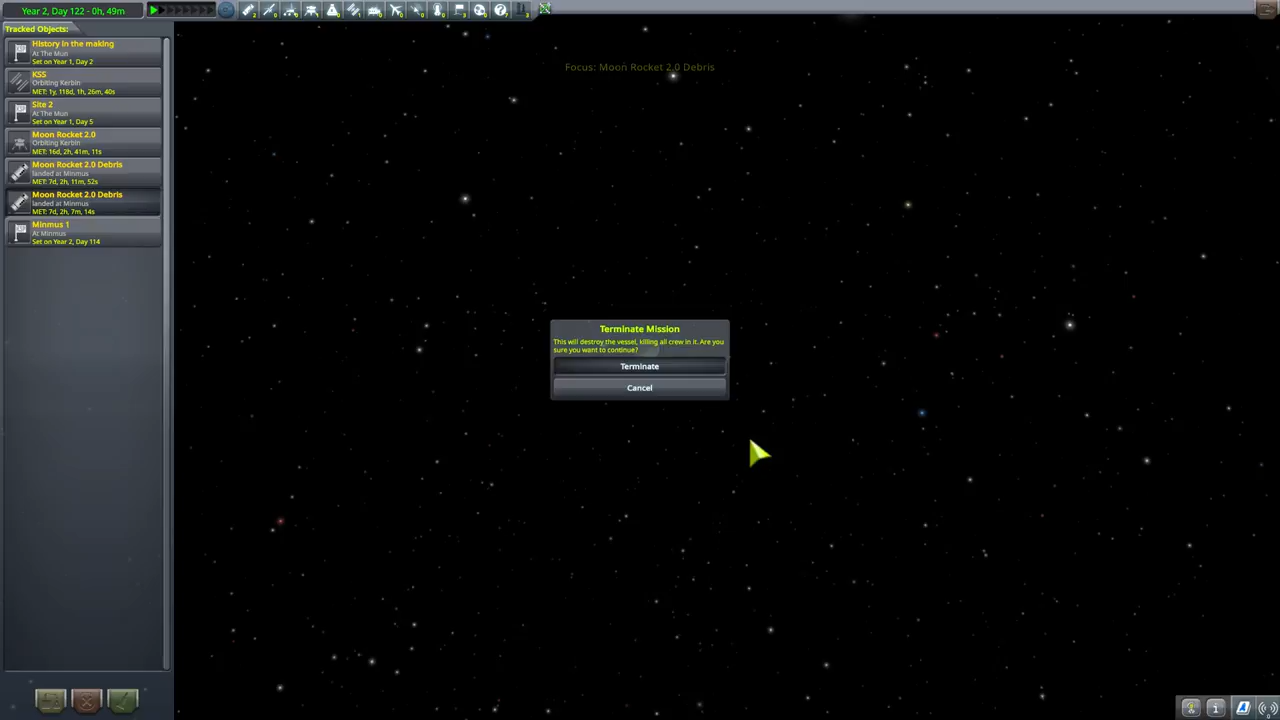 Year 2, Day 122 - 0h, 49m
Tracked Objects:
History in the making
At The Mun
Set on Year 1, Day 2
KSS
Orbiting Kerbin
MET: 1y, 118d, 1h, 26m, 40s
Site 2
At The Mun
Set on Year 1, Day 5
Moon Rocket 2.0
Orbiting Kerbin
MET: 16d, 2h, 41m, 11s
Moon Rocket 2.0 Debris
landed at Minmus
MET: 7d, 2h, 11m, 52s
Moon Rocket 2.0 Debris
landed at Minmus
MET: 7d, 2h, 7m, 14s
Minmus 1
At Minmus
Set on Year 2, Day 114
Focus: Moon Rocket 2.0 Debris
Terminate Mission
This will destroy the vessel, killing all crew in it. Are you
sure you want to continue?
Terminate
Cancel